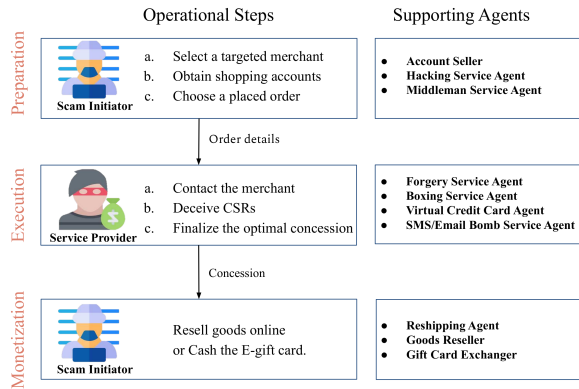 Operational Steps
Supporting Agents
Preparation
Scam Initiator
a. Select a targeted merchant
b. Obtain shopping accounts
c. Choose a placed order
● Account Seller
● Hacking Service Agent
● Middleman Service Agent
Order details
Execution
Service Provider
a. Contact the merchant
b. Deceive CSRs
c. Finalize the optimal concession
● Forgery Service Agent
● Boxing Service Agent
● Virtual Credit Card Agent
● SMS/Email Bomb Service Agent
Concession
Monetization
Scam Initiator
Resell goods online
or Cash the E-gift card.
● Reshipping Agent
● Goods Reseller
● Gift Card Exchanger